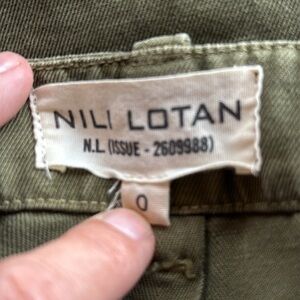 NILI LOTAN
N.L. (ISSUE - 2609988)
0